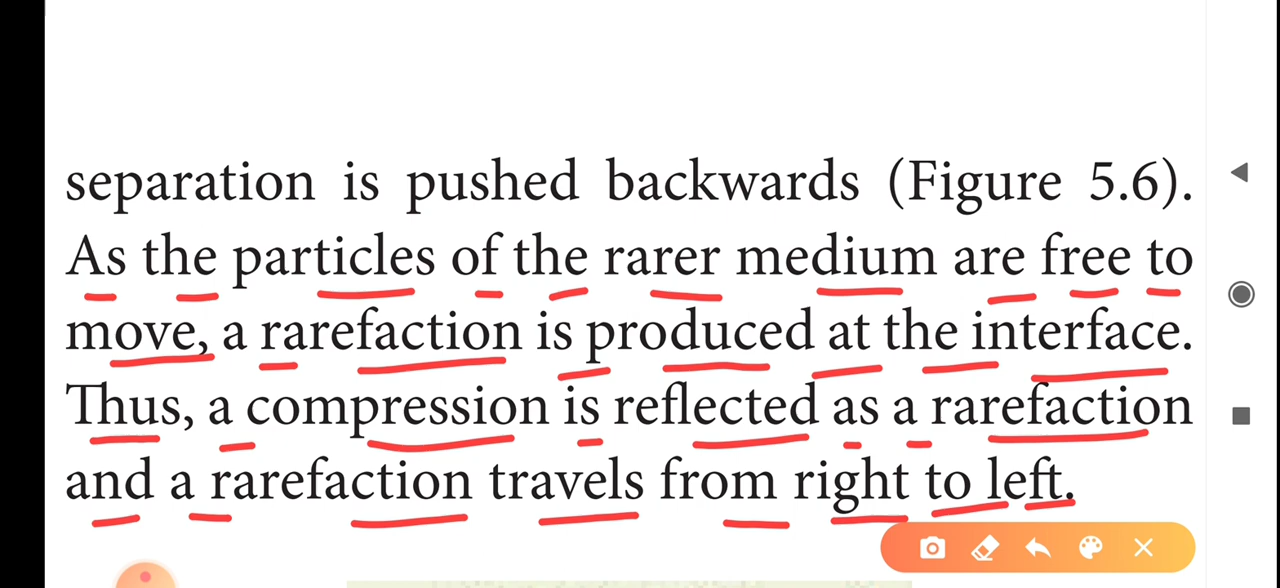 separation is pushed backwards (Figure 5.6).
As the particles of the rarer medium are free to
move, a rarefaction is produced at the interface.
Thus, a compression is reflected as a rarefaction
and a rarefaction travels from right to left.